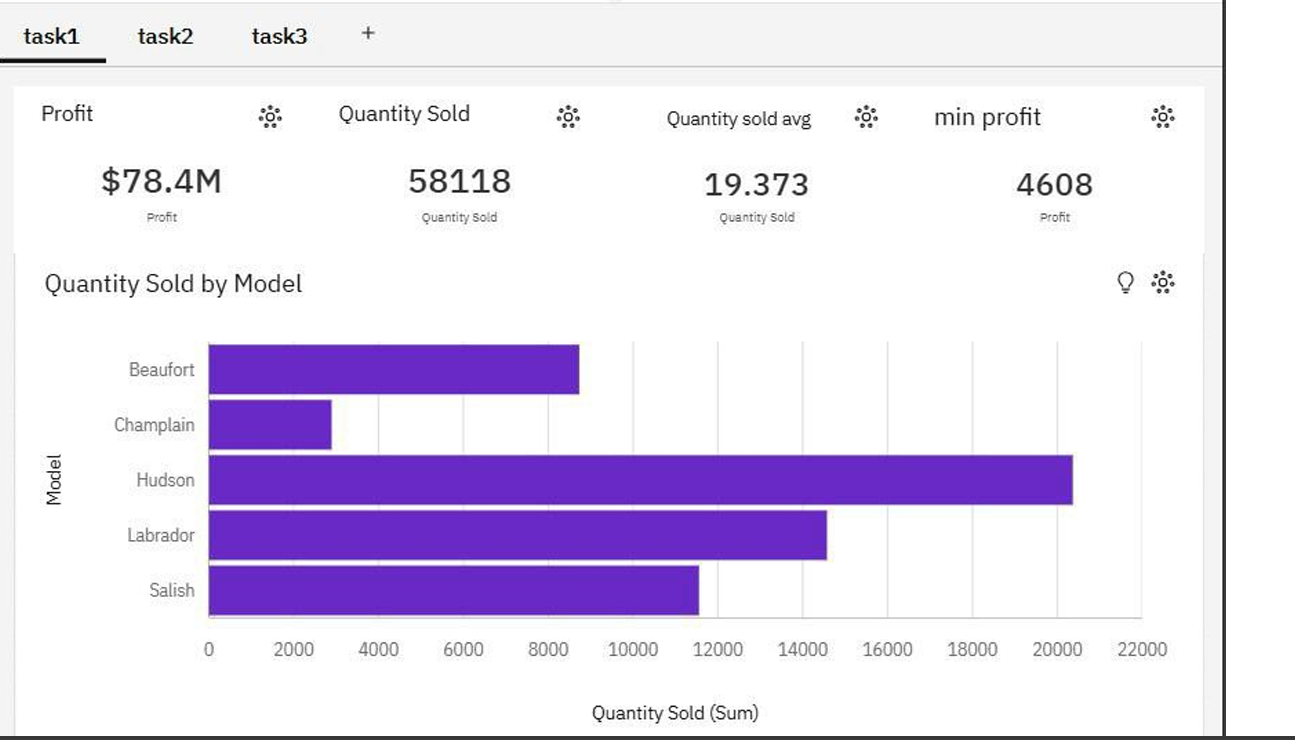 task1 task2 task3 +
Profit Quantity Sold Quantity sold avg min profit
$78.4M 58118 19.373 4608
Profit Quantity Sold Quantity Sold Profit
Quantity Sold by Model
Beaufort
Champlain
Hudson
Labrador
Salish
Model
0 2000 4000 6000 8000 10000 12000 14000 16000 18000 20000 22000
Quantity Sold (Sum)